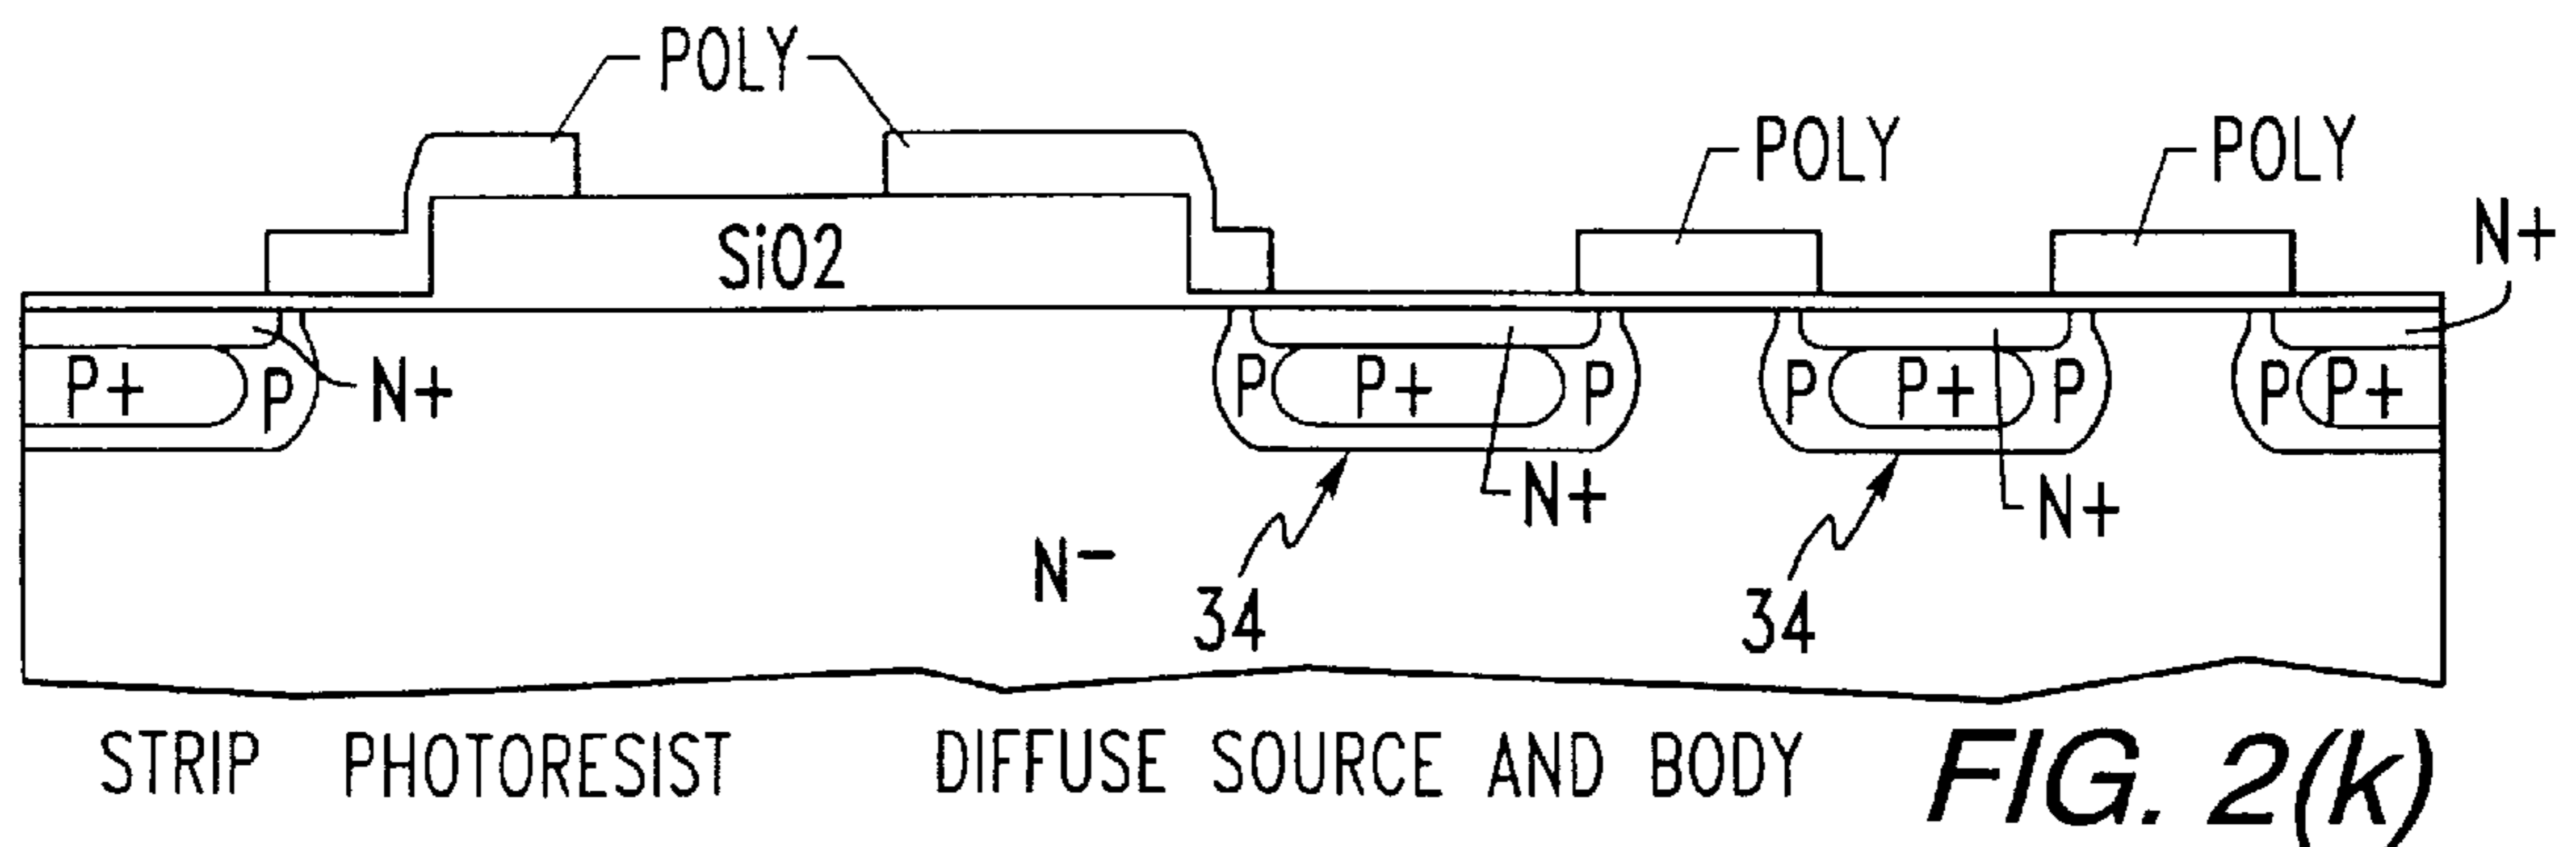 POLY
POLY
POLY
N+
SiO2
P+
P
N+
P
P+
P
P
P+
P
P
P+
N+
N+
N-
34
34
STRIP PHOTORESIST
DIFFUSE SOURCE AND BODY
FIG. 2(k)